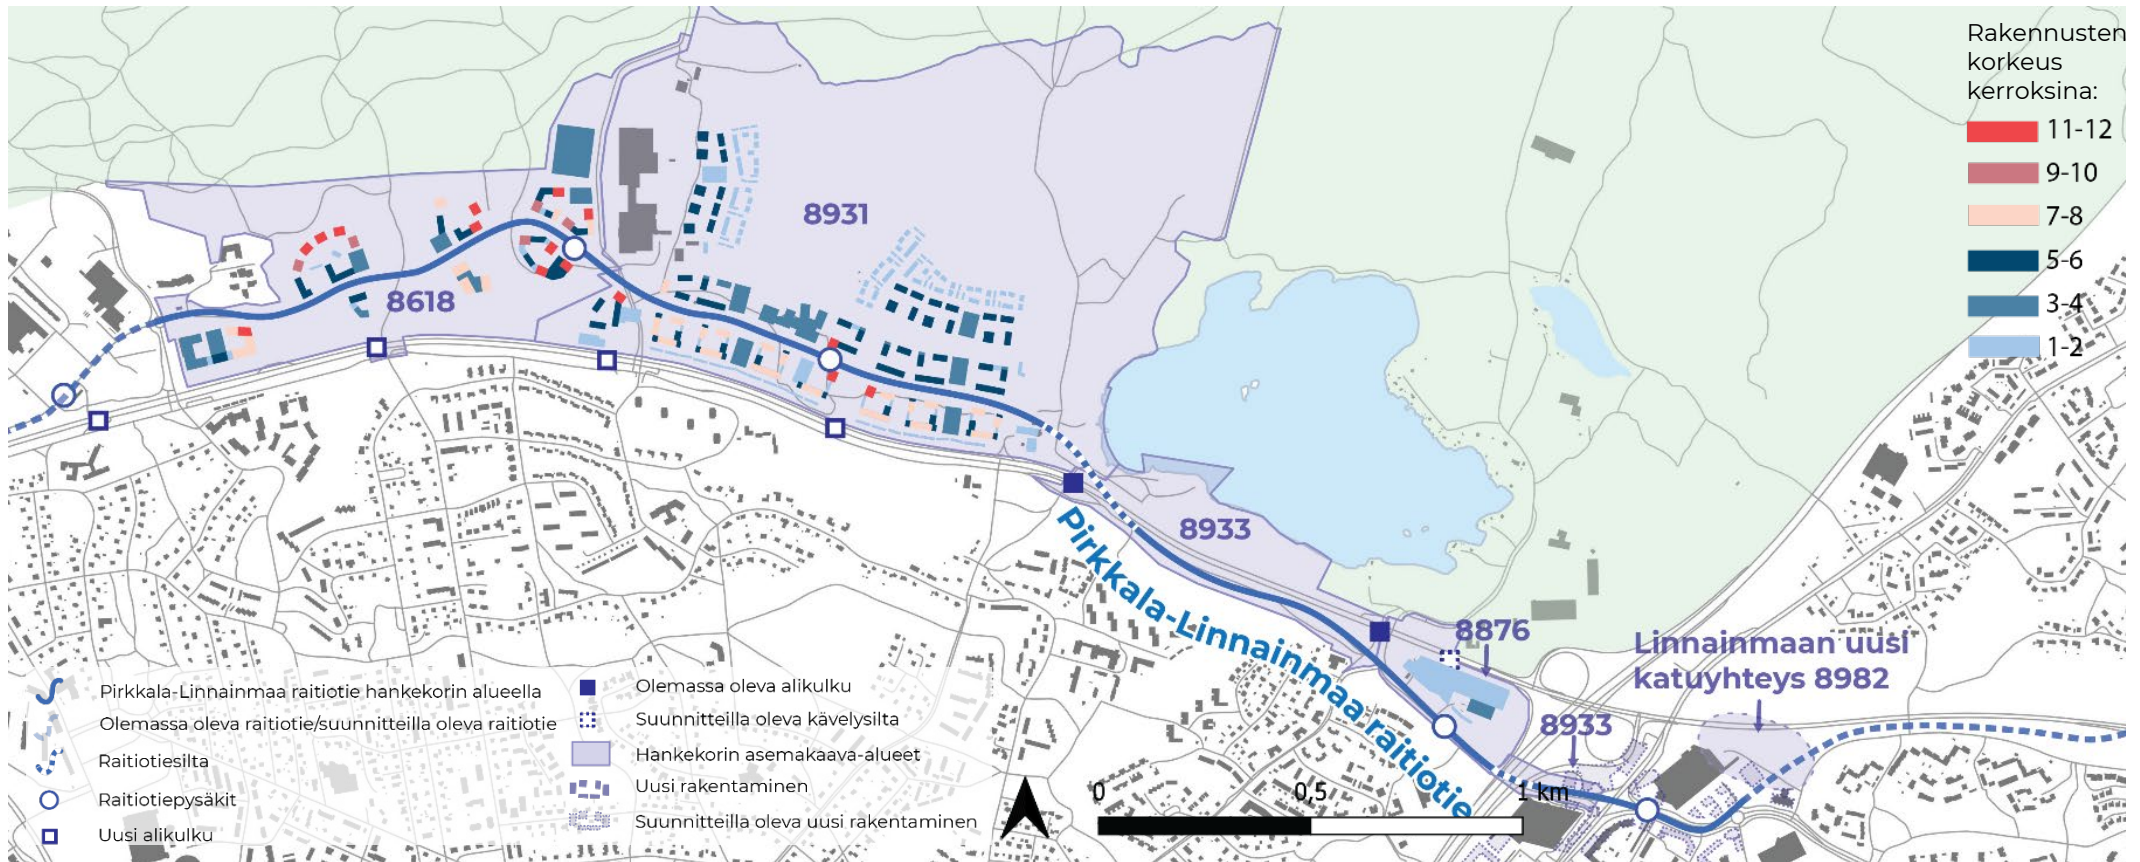 Rakennusten
korkeus
kerroksina:
11-12
9-10
7-8
5-6
3-4
1-2
8931
8618
8933
Pirkkala-Linnainmaa raitiotie
8876
Linnainmaan uusi
katuyhteys 8982
8933
Pirkkala-Linnainmaa raitiotie hankekorin alueella
Olemassa oleva raitiotie/suunnitteilla oleva raitiotie
Raitiotiesilta
Raitiotiepysäkit
Uusi alikulku
Olemassa oleva alikulku
Suunnitteilla oleva kävelysilta
Hankekorin asemakaava-alueet
Uusi rakentaminen
Suunnitteilla oleva uusi rakentaminen
0 0,5 1 km